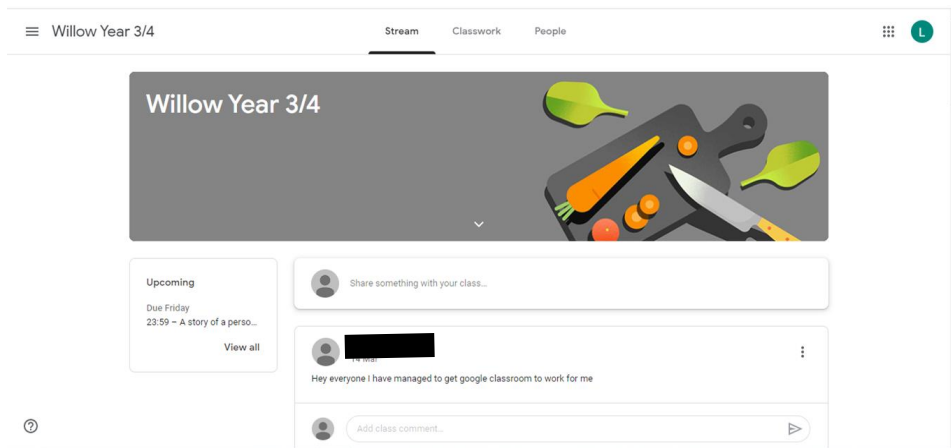 Willow Year 3/4
Stream Classwork People
L
Willow Year 3/4
Upcoming
Due Friday
23:59 – A story of a perso...
View all
Share something with your class...
14 Mar
Hey everyone I have managed to get google classroom to work for me
Add class comment...